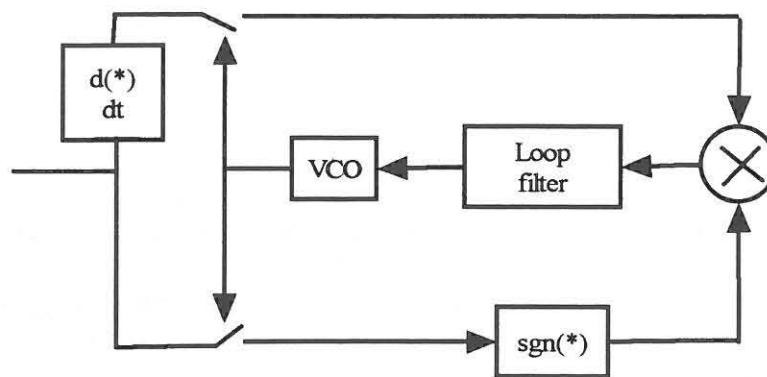 d(*)
dt
VCO
Loop
filter
sgn(*)